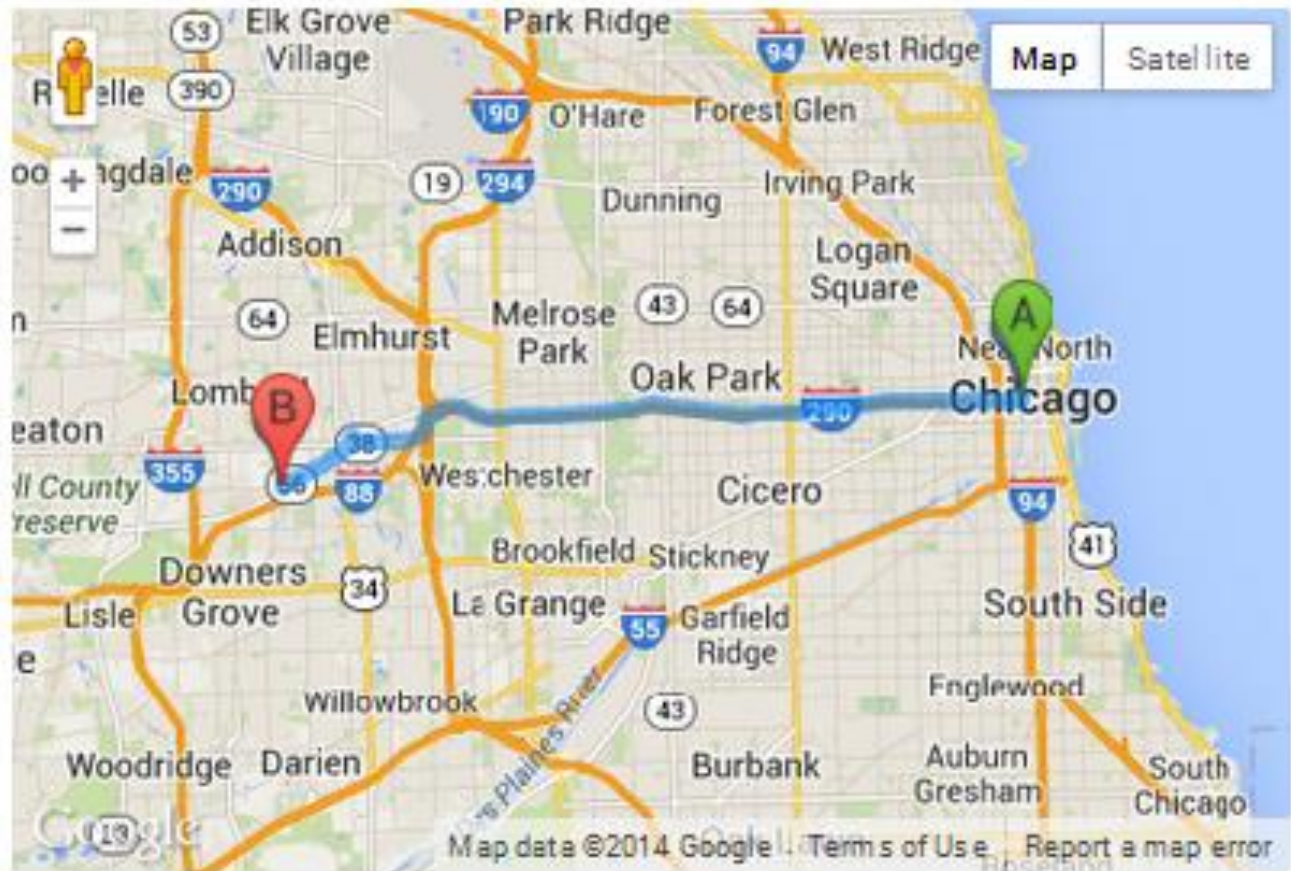 53
Elk Grove
Village
Park Ridge
94
West Ridge
Map
Satellite
390
190
O'Hare
Forest Glen
290
19
294
Irving Park
Dunning
Addison
Logan
Square
64
Elmhurst
Melrose
Park
43
64
A
Near North
Oak Park
Chicago
B
290
38
355
88
Westchester
Cicero
94
41
Brookfield
Stickney
Downers
Grove
34
Lisle
La Grange
55
Garfield
Ridge
South Side
Willowbrook
43
Englewood
Woodridge
Darien
Burbank
Auburn
Gresham
South
Chicago
Google
Map data ©2014 Google
Terms of Use
Report a map error